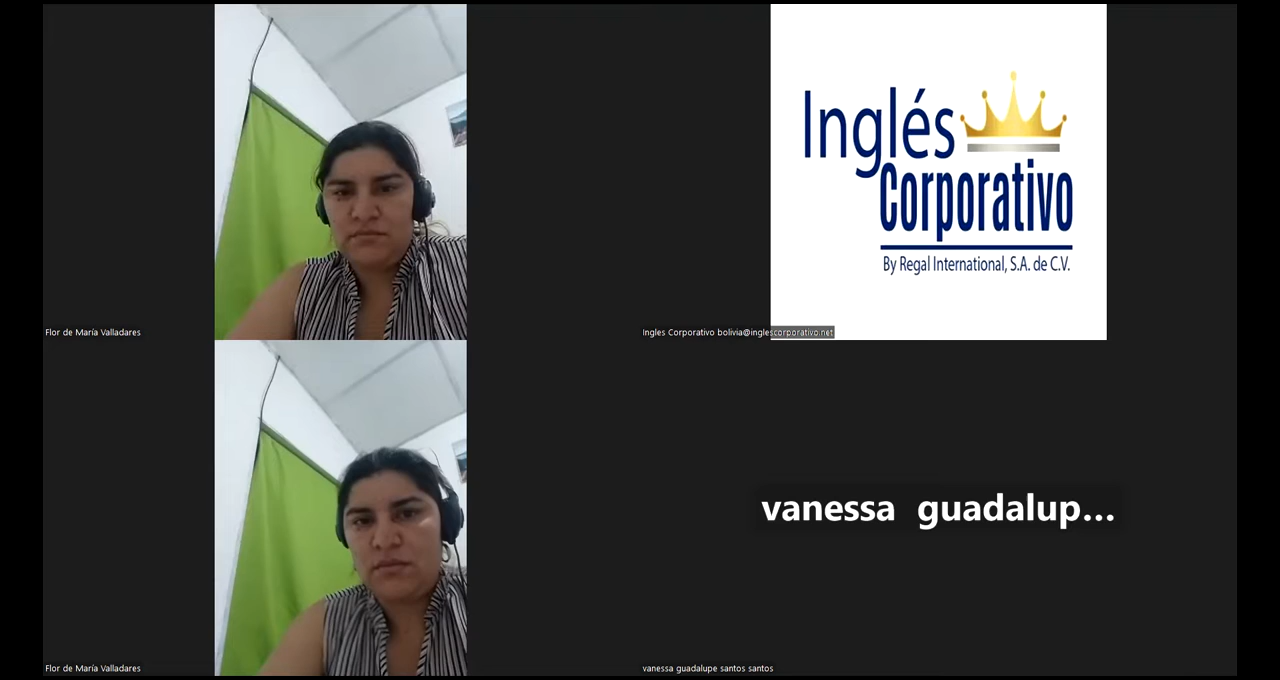 Inglés
Corporativo
By Regal International, S.A. de C.V.
Flor de María Valladares
Ingles Corporativo bolivia@inglescorporativo.net
vanessa guadalup...
Flor de María Valladares
vanessa guadalupe santos santos